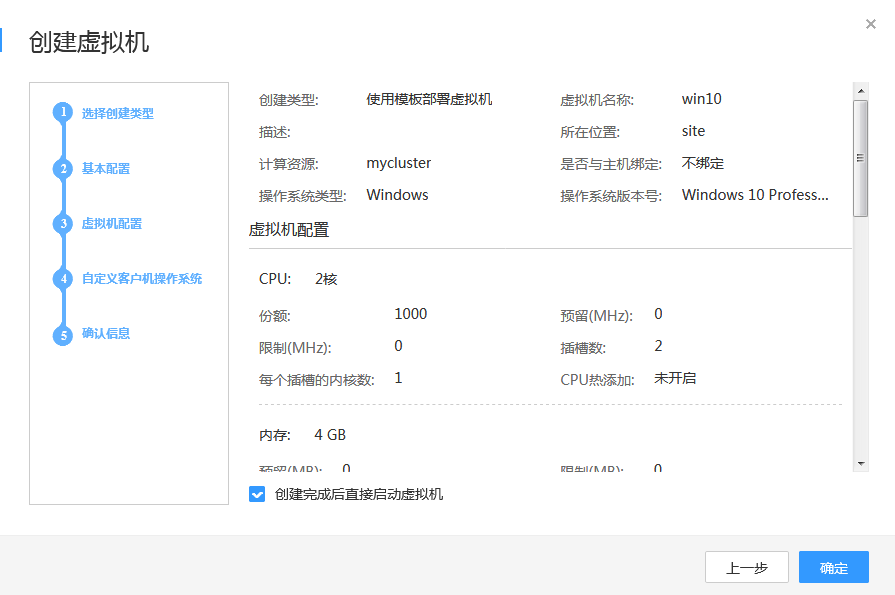 创建虚拟机
1 选择创建类型
2 基本配置
3 虚拟机配置
4 自定义客户机操作系统
5 确认信息
创建类型: 使用模板部署虚拟机 虚拟机名称: win10
描述: 所在位置: site
计算资源: mycluster 是否与主机绑定: 不绑定
操作系统类型: Windows 操作系统版本号: Windows 10 Profess...
虚拟机配置
CPU: 2核
份额: 1000 预留(MHz): 0
限制(MHz): 0 插槽数: 2
每个插槽的内核数: 1 CPU热添加: 未开启
内存: 4 GB
预留(MB): 0 限制(MB): 0
创建完成后直接启动虚拟机
上一步 确定